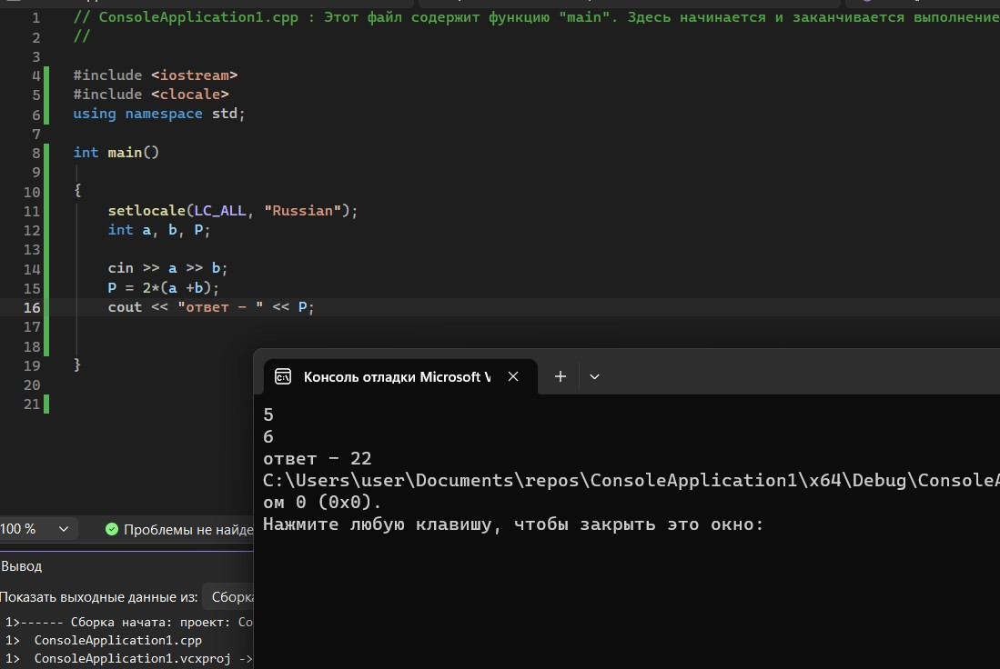 1 // ConsoleApplication1.cpp : Этот файл содержит функцию "main". Здесь начинается и заканчивается выполнение
2 //
3
4 #include <iostream>
5 #include <clocale>
6 using namespace std;
7
8 int main()
9
10 {
11 setlocale(LC_ALL, "Russian");
12 int a, b, P;
13
14 cin >> a >> b;
15 P = 2*(a +b);
16 cout << "ответ - " << P;
17
18
19 }
20
21
Консоль отладки Microsoft V
5
6
ответ - 22
C:\Users\user\Documents\repos\ConsoleApplication1\x64\Debug\ConsoleA
ом 0 (0x0).
Нажмите любую клавишу, чтобы закрыть это окно:
100 %
Проблемы не найде
Вывод
Показать выходные данные из: Сборка
1>------ Сборка начата: проект: Co
1> ConsoleApplication1.cpp
1> ConsoleApplication1.vcxproj ->